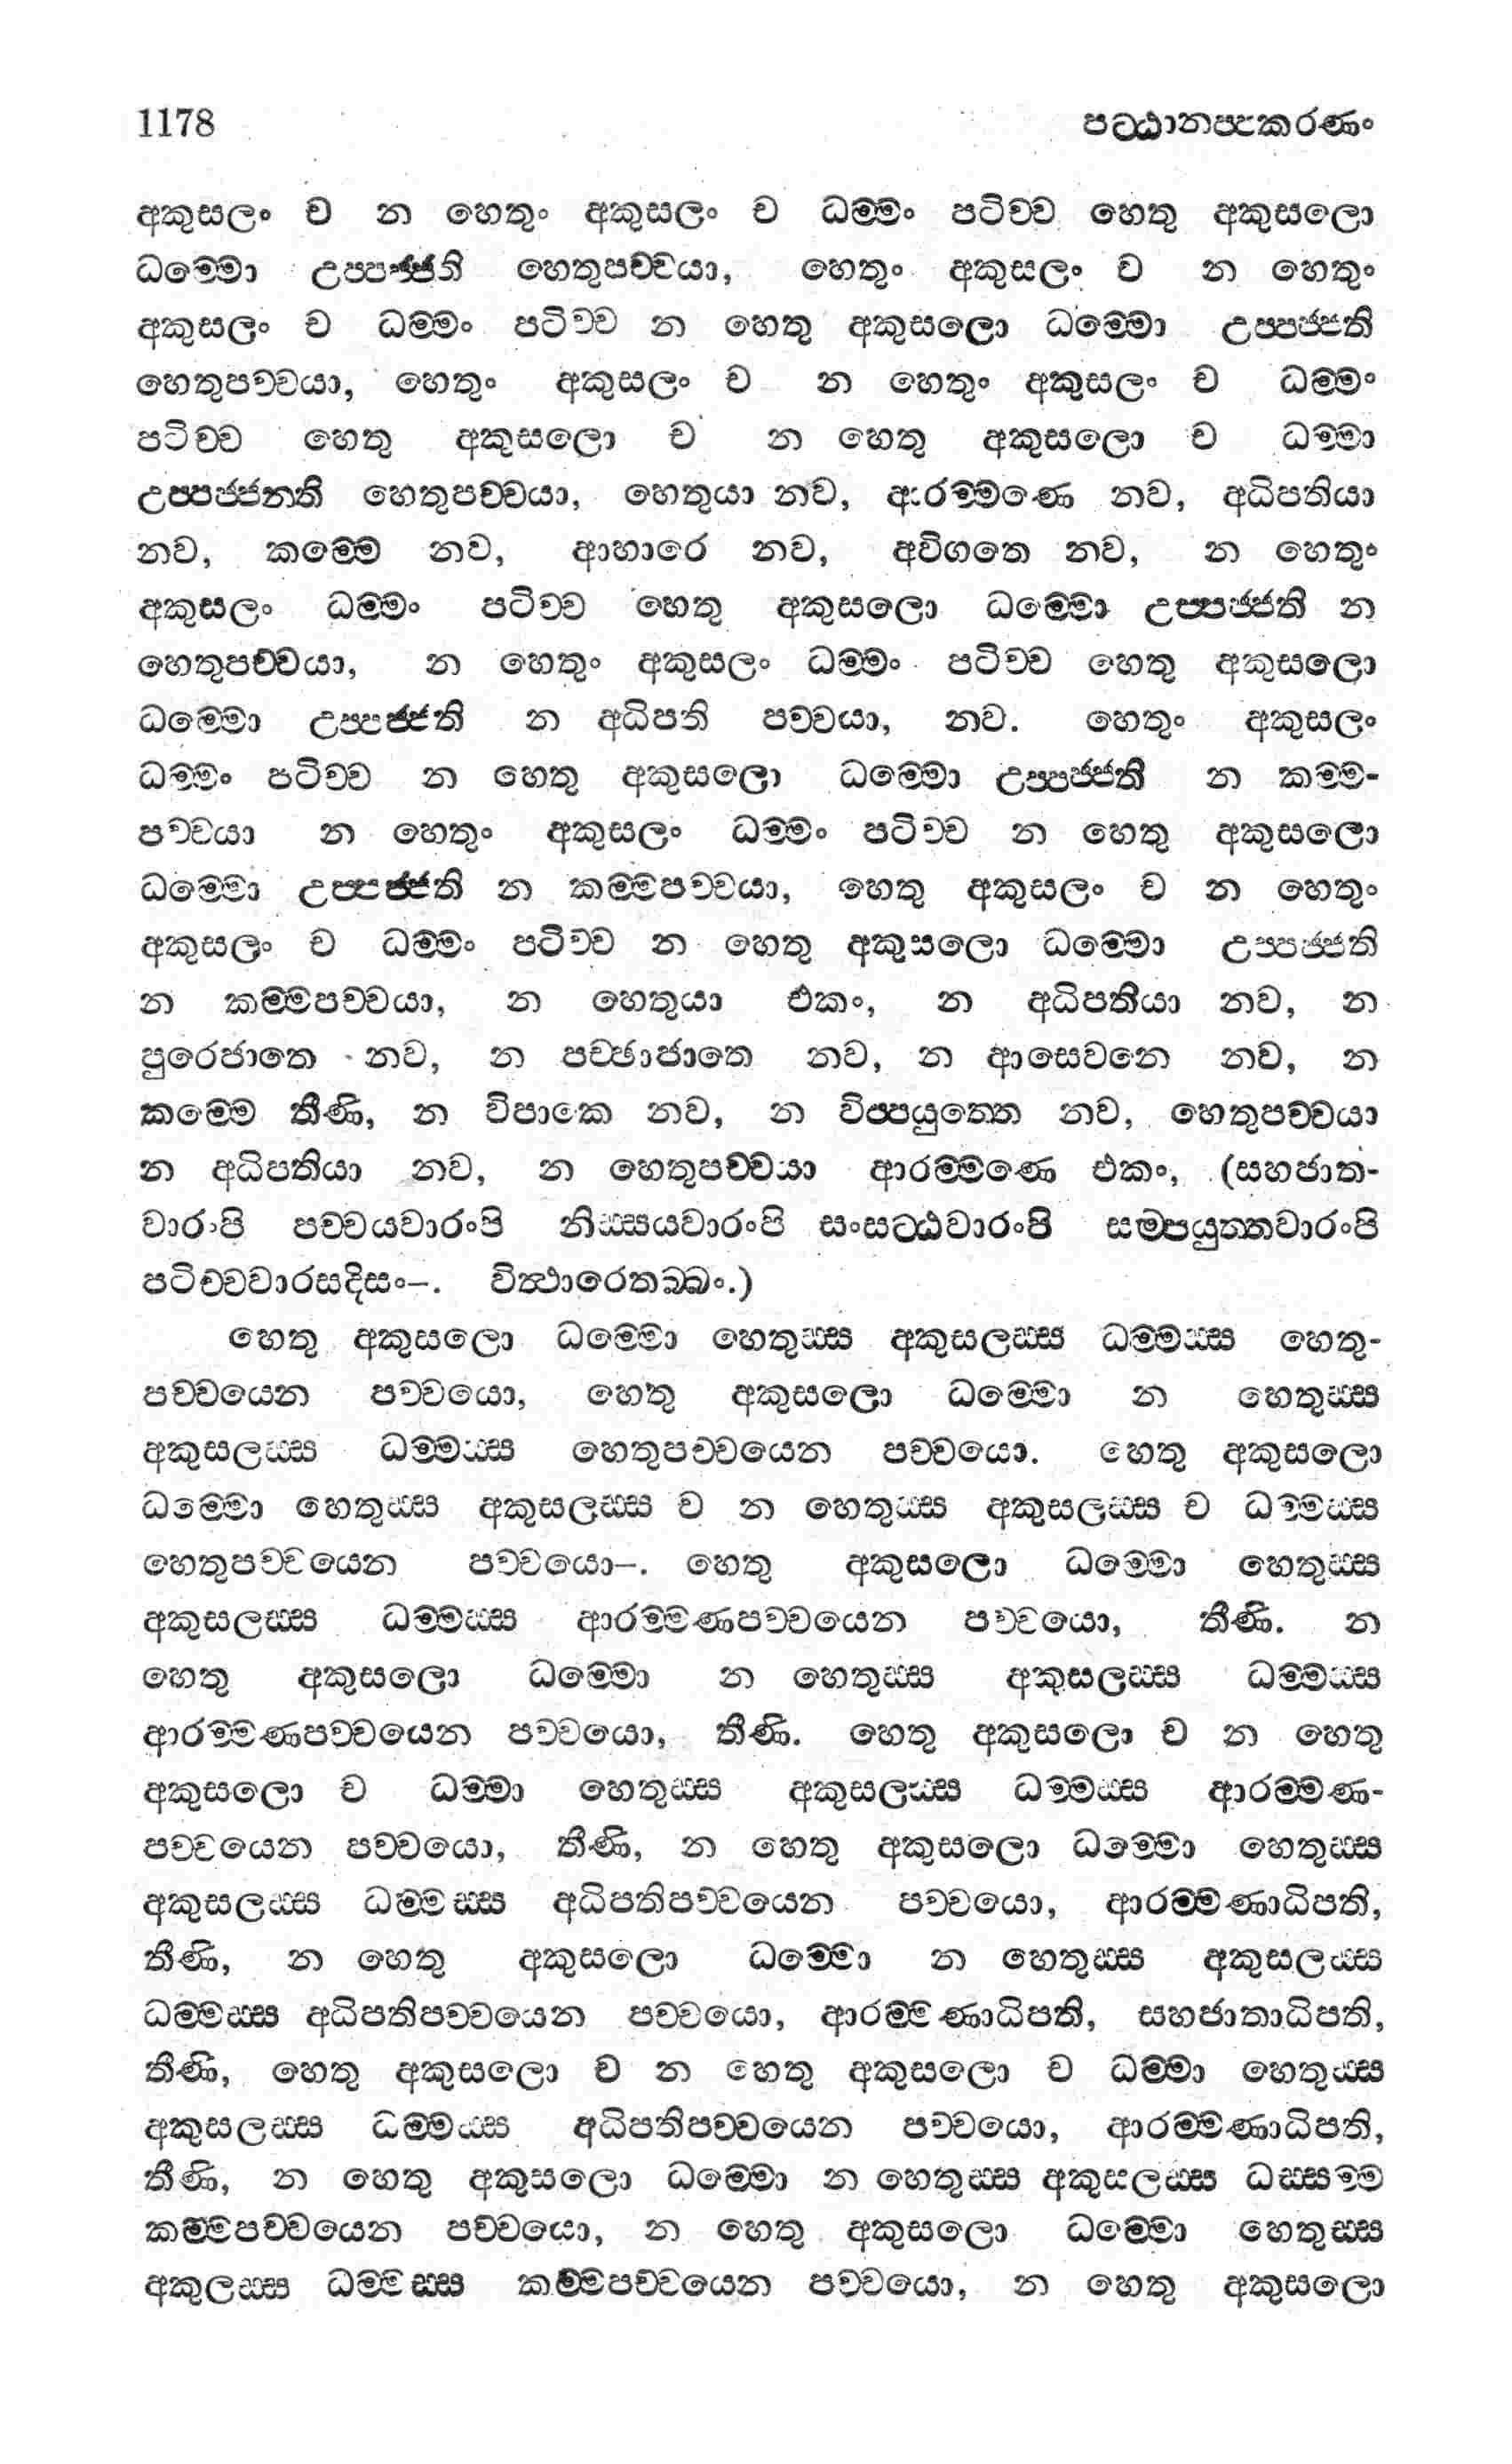 1178 පට්ඨානප්පකරණං
අකුසලං ච න හෙතුං අකුසලං ච ධම්මං පටිච්ච හෙතු අකුසලො
ධම්මො උප්පජ්ජති හෙතුපච්චයා, හෙතුං අකුසලං ච න හෙතුං
අකුසලං ච ධම්මං පටිච්ච න හෙතු අකුසලො ධම්මො උප්පජ්ජති
හෙතුපච්චයා, හෙතුං අකුසලං ච න හෙතුං අකුසලං ච ධම්මං
පටිච්ච හෙතු අකුසලො ච න හෙතු අකුසලො ච ධම්මා
උප්පජ්ජන්ති හෙතුපච්චයා, හෙතුයා නව, ආරම්මණෙ නව, අධිපතියා
නව, කම්මෙ නව, ආහාරෙ නව, අවිගතෙ නව, න හෙතුං
අකුසලං ධම්මං පටිච්ච හෙතු අකුසලො ධම්මො උප්පජ්ජති න
හෙතුපච්චයා, න හෙතුං අකුසලං ධම්මං පටිච්ච හෙතු අකුසලො
ධම්මො උප්පජ්ජති න අධිපති පච්චයා, නව. හෙතුං අකුසලං
ධම්මං පටිච්ච න හෙතු අකුසලො ධම්මො උප්පජ්ජති න කම්ම-
පච්චයා න හෙතුං අකුසලං ධම්මං පටිච්ච න හෙතු අකුසලො
ධම්මො උප්පජ්ජති න කම්මපච්චයා, හෙතු අකුසලං ච න හෙතුං
අකුසලං ච ධම්මං පටිච්ච න හෙතු අකුසලො ධම්මො උප්පජ්ජති
න කම්මපච්චයා, න හෙතුයා එකං, න අධිපතියා නව, න
පුරෙජාතෙ නව, න පච්ඡාජාතෙ නව, න ආසෙවනෙ නව, න
කම්මෙ තීණි, න විපාකෙ නව, න විප්පයුත්තෙ නව, හෙතුපච්චයා
න අධිපතියා නව, න හෙතුපච්චයා ආරම්මණෙ එකං, (සහජාත-
වාරංපි පච්චයවාරංපි නිස්සයවාරංපි සංසට්ඨවාරංපි සම්පයුත්තවාරංපි
පටිච්චවාරසදිසං–. විත්ථාරෙතබ්බං.)
හෙතු අකුසලො ධම්මො හෙතුස්ස අකුසලස්ස ධම්මස්ස හෙතු-
පච්චයෙන පච්චයො, හෙතු අකුසලො ධම්මො න හෙතුස්ස
අකුසලස්ස ධම්මස්ස හෙතුපච්චයෙන පච්චයො. හෙතු අකුසලො
ධම්මො හෙතුස්ස අකුසලස්ස ච න හෙතුස්ස අකුසලස්ස ච ධම්මස්ස
හෙතුපච්චයෙන පච්චයො–. හෙතු අකුසලො ධම්මො හෙතුස්ස
අකුසලස්ස ධම්මස්ස ආරම්මණපච්චයෙන පච්චයො, තීණි. න
හෙතු අකුසලො ධම්මො න හෙතුස්ස අකුසලස්ස ධම්මස්ස
ආරම්මණපච්චයෙන පච්චයො, තීණි. හෙතු අකුසලො ච න හෙතු
අකුසලො ච ධම්මා හෙතුස්ස අකුසලස්ස ධම්මස්ස ආරම්මණ-
පච්චයෙන පච්චයො, තීණි, න හෙතු අකුසලො ධම්මො හෙතුස්ස
අකුසලස්ස ධම්මස්ස අධිපතිපච්චයෙන පච්චයො, ආරම්මණාධිපති,
තීණි, න හෙතු අකුසලො ධම්මො න හෙතුස්ස අකුසලස්ස
ධම්මස්ස අධිපතිපච්චයෙන පච්චයො, ආරම්මණාධිපති, සහජාතාධිපති,
තීණි, හෙතු අකුසලො ච න හෙතු අකුසලො ච ධම්මා හෙතුස්ස
අකුසලස්ස ධම්මස්ස අධිපතිපච්චයෙන පච්චයො, ආරම්මණාධිපති,
තීණි, න හෙතු අකුසලො ධම්මො න හෙතුස්ස අකුසලස්ස ධස්සම්ම
කම්මපච්චයෙන පච්චයො, න හෙතු අකුසලො ධම්මො හෙතුස්ස
අකුලස්ස ධම්මස්ස කම්මපච්චයෙන පච්චයො, න හෙතු අකුසලො